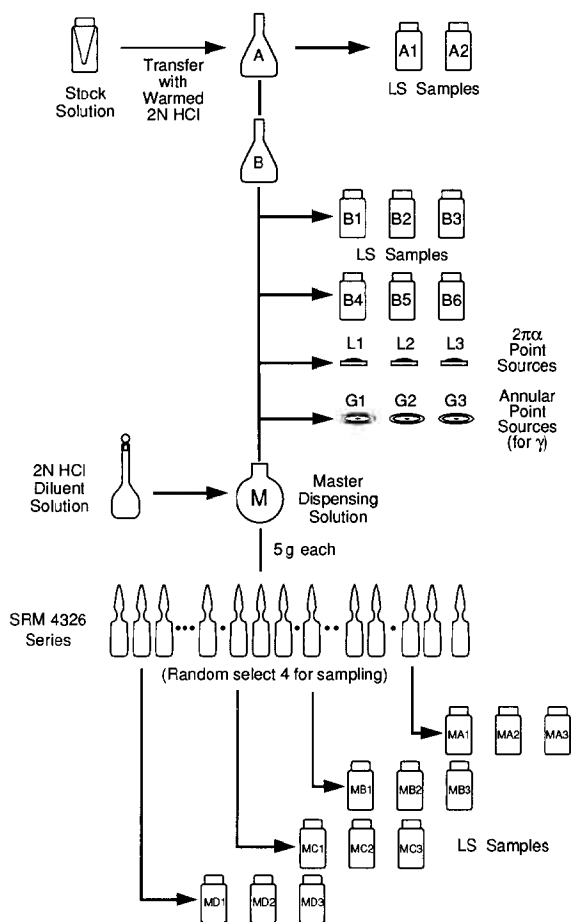 A
A1 A2
Stock
Solution
Transfer
with
Warmed
2N HCl
LS Samples
B
B1 B2 B3
LS Samples
B4 B5 B6
L1 L2 L3
2πα
Point
Sources
G1 G2 G3
Annular
Point
Sources
(for γ)
2N HCl
Diluent
Solution
M
Master
Dispensing
Solution
5 g each
SRM 4326
Series
(Random select 4 for sampling)
MA1 MA2 MA3
MB1 MB2 MB3
MC1 MC2 MC3
LS Samples
MD1 MD2 MD3